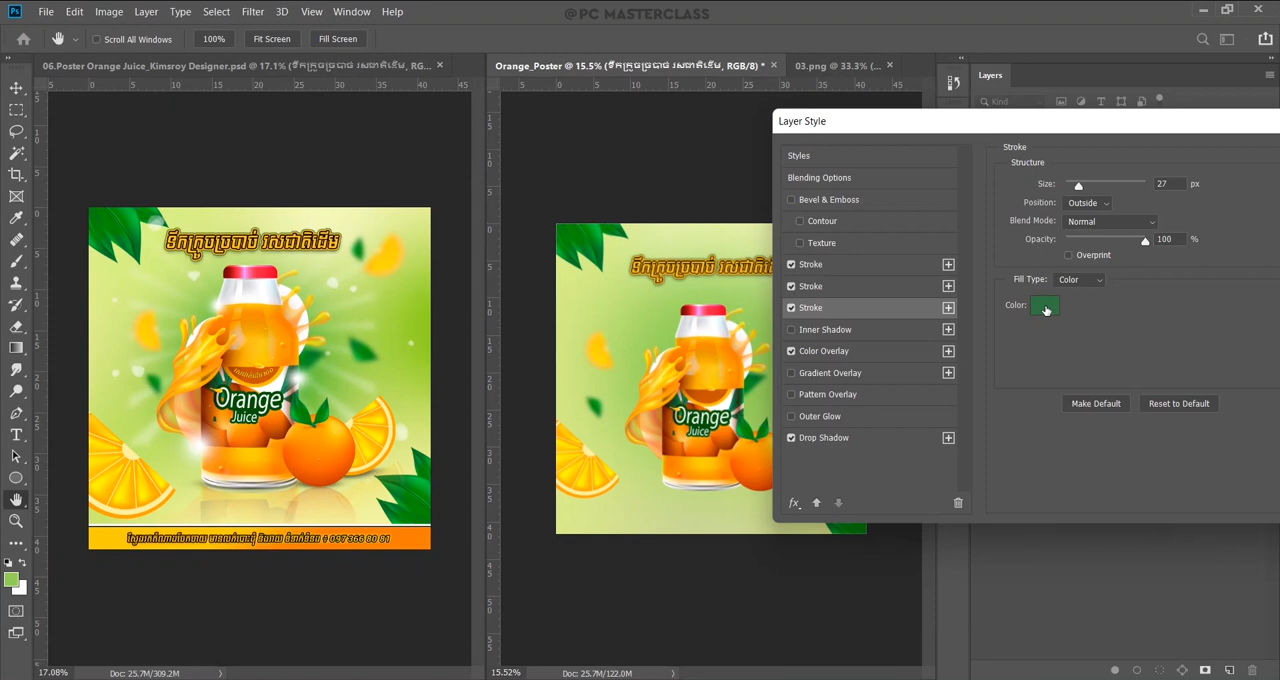 @PC MASTERCLASS
File Edit Image Layer Type Select Filter 3D View Window Help
Scroll All Windows 100% Fit Screen Fill Screen
06.Poster Orange Juice_Kimsroy Designer.psd @ 17.1% (ទឹកក្រូចច្របាច់ រសជាតិដើម, RG...
Orange_Poster @ 15.5% (ទឹកក្រូចច្របាច់ រសជាតិដើម, RGB/8) *
03.png @ 33.3% (...
Layers
Kind
Layer Style
Styles
Blending Options
Bevel & Emboss
Contour
Texture
Stroke
Stroke
Stroke
Inner Shadow
Color Overlay
Gradient Overlay
Pattern Overlay
Outer Glow
Drop Shadow
fx
Stroke
Structure
Size: 27 px
Position: Outside
Blend Mode: Normal
Opacity: 100 %
Overprint
Fill Type: Color
Color:
Make Default Reset to Default
ទឹកក្រូចច្របាច់ រសជាតិដើម
Orange
Juice
ទឹកក្រូចច្របាច់ រសជាតិដើម
Orange
Juice
17.08% Doc: 25.7M/309.2M
15.52% Doc: 25.7M/122.0M